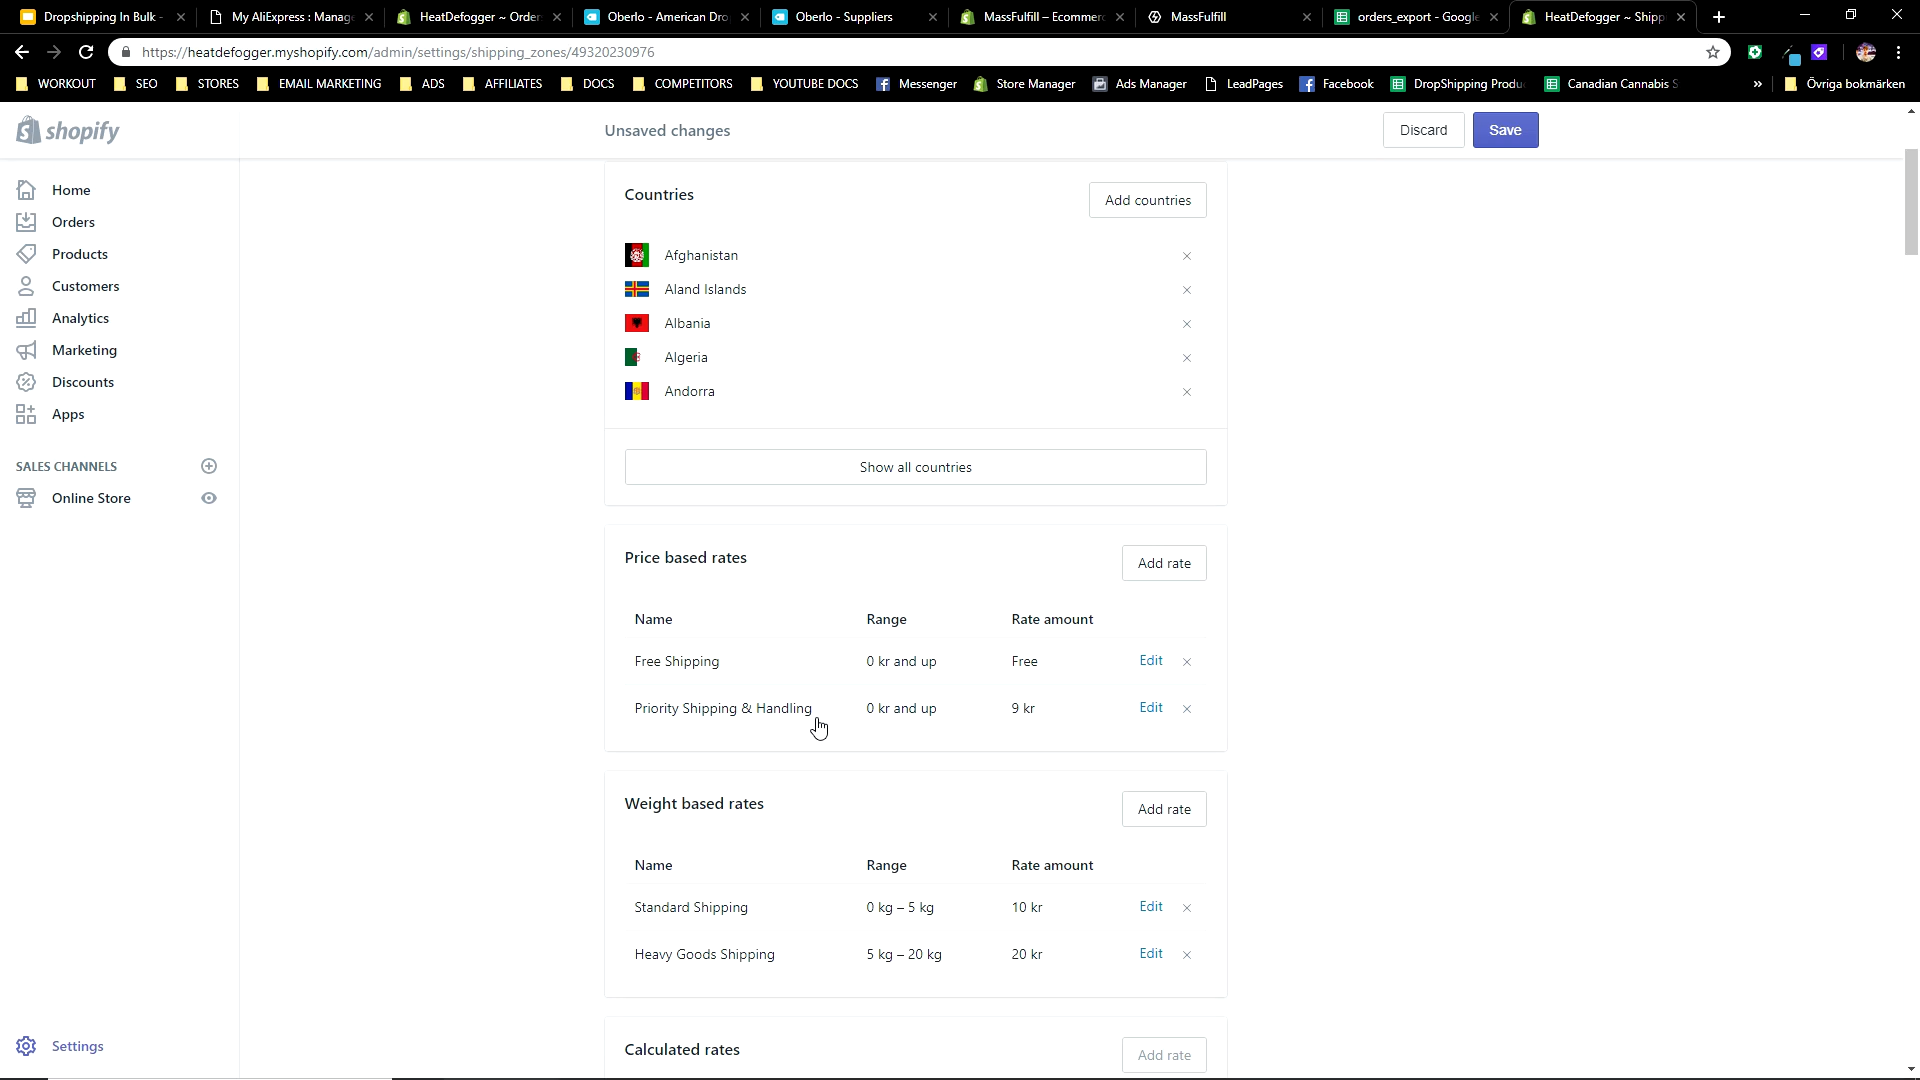 Dropshipping In Bulk -
My AliExpress : Manage
HeatDefogger ~ Order
Oberlo - American Dro
Oberlo - Suppliers
MassFulfill – Ecommerc
MassFulfill
orders_export - Google
HeatDefogger ~ Shipp
https://heatdefogger.myshopify.com/admin/settings/shipping_zones/49320230976
WORKOUT
SEO
STORES
EMAIL MARKETING
ADS
AFFILIATES
DOCS
COMPETITORS
YOUTUBE DOCS
Messenger
Store Manager
Ads Manager
LeadPages
Facebook
DropShipping Produ
Canadian Cannabis S
»
Övriga bokmärken
shopify
Unsaved changes
Discard
Save
Home
Orders
Products
Customers
Analytics
Marketing
Discounts
Apps
SALES CHANNELS
Online Store
Settings
Countries
Add countries
Afghanistan
Aland Islands
Albania
Algeria
Andorra
Show all countries
Price based rates
Add rate
Name Range Rate amount
Free Shipping 0 kr and up Free Edit
Priority Shipping & Handling 0 kr and up 9 kr Edit
Weight based rates
Add rate
Name Range Rate amount
Standard Shipping 0 kg – 5 kg 10 kr Edit
Heavy Goods Shipping 5 kg – 20 kg 20 kr Edit
Calculated rates
Add rate